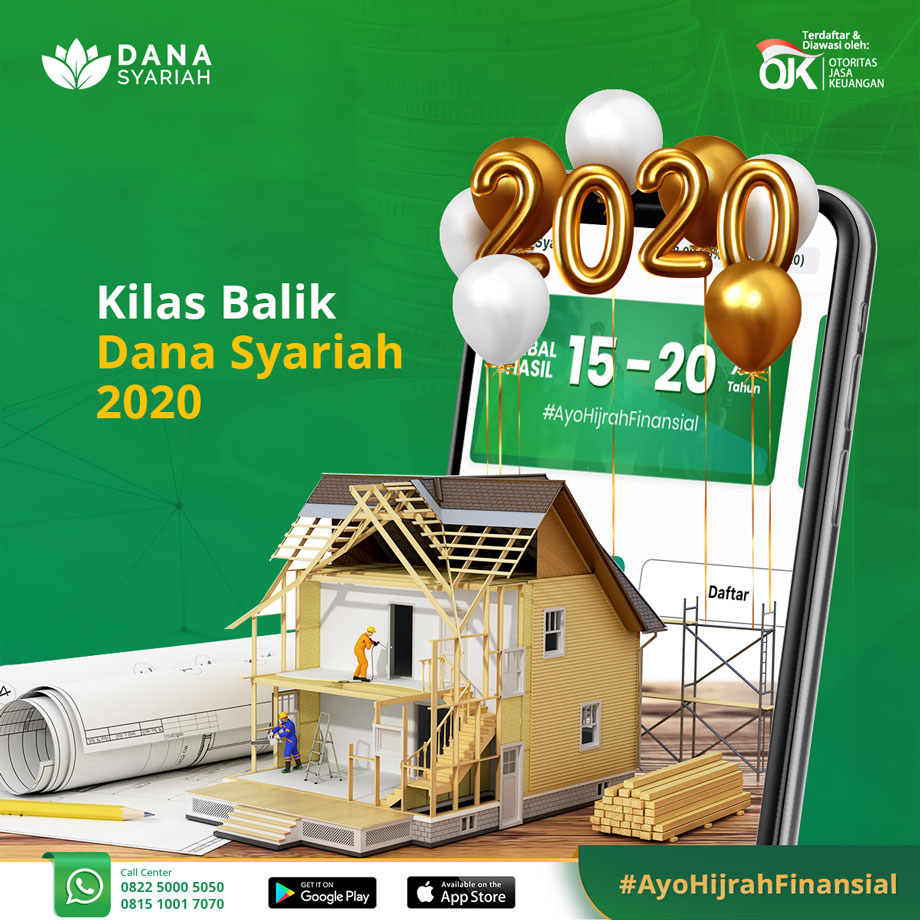 DANA
SYARIAH
Terdaftar &
Diawasi oleh:
OJK
OTORITAS
JASA
KEUANGAN
2020
Kilas Balik
Dana Syariah
2020
15 - 20
Tahun
#AyoHijrahFinansial
Daftar
Call Center
0822 5000 5050
0815 1001 7070
GET IT ON
Google Play
Available on the
App Store
#AyoHijrahFinansial